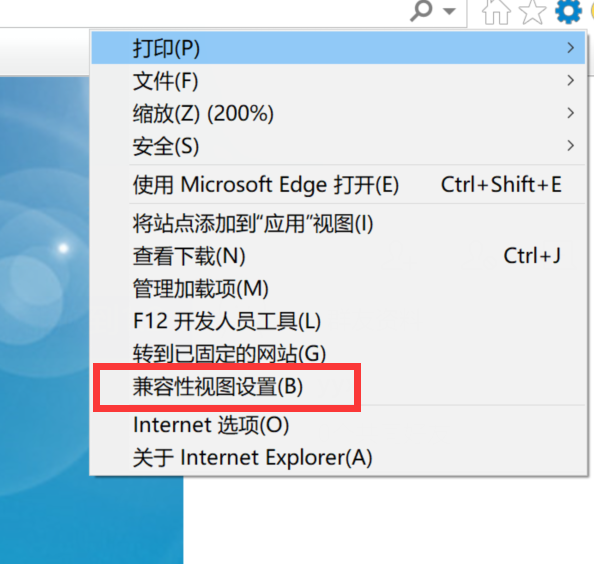 打印(P)
文件(F)
缩放(Z) (200%)
安全(S)
使用 Microsoft Edge 打开(E) Ctrl+Shift+E
将站点添加到“应用”视图(I)
查看下载(N) Ctrl+J
管理加载项(M)
F12 开发人员工具(L)
转到已固定的网站(G)
兼容性视图设置(B)
Internet 选项(O)
关于 Internet Explorer(A)